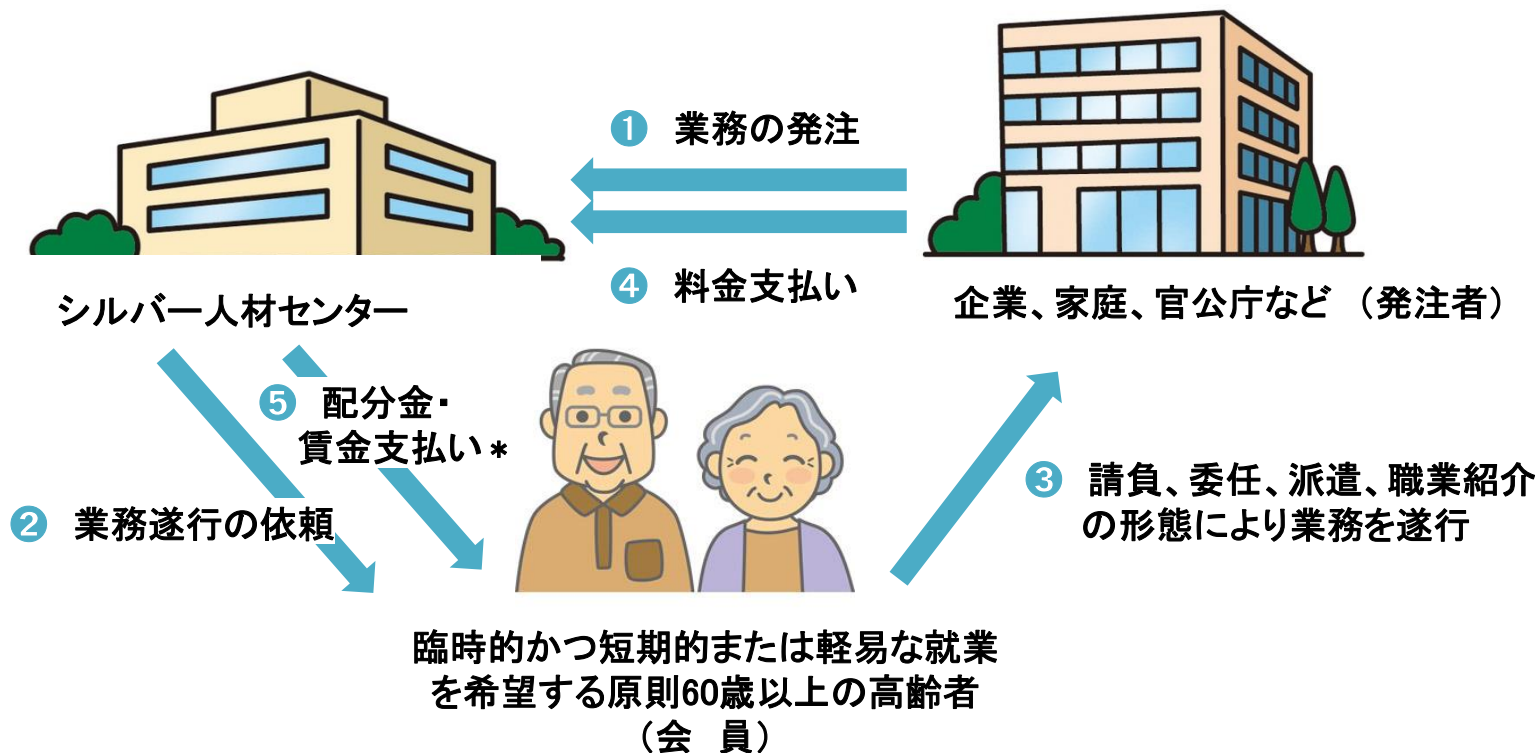 ❶ 業務の発注
❹ 料金支払い
シルバー人材センター
企業、家庭、官公庁など （発注者）
❺ 配分金・
賃金支払い＊
❷ 業務遂行の依頼
❸ 請負、委任、派遣、職業紹介
の形態により業務を遂行
臨時的かつ短期的または軽易な就業
を希望する原則60歳以上の高齢者
（会　員）